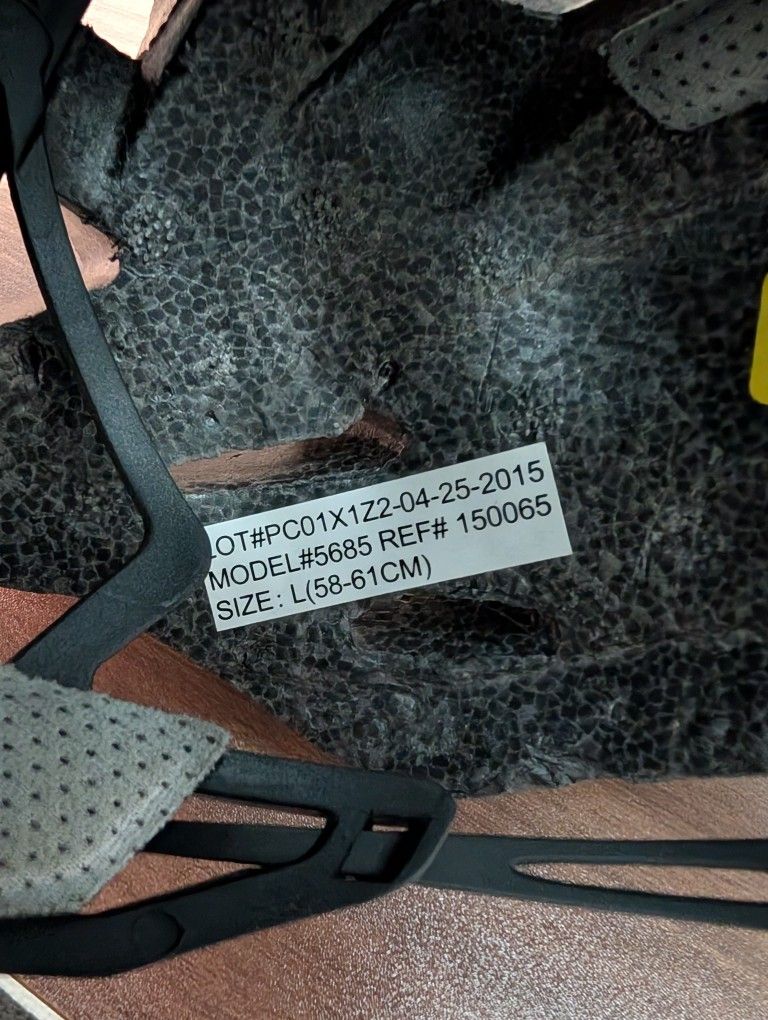 LOT#PC01X1Z2-04-25-2015
MODEL#5685 REF# 150065
SIZE: L(58-61CM)